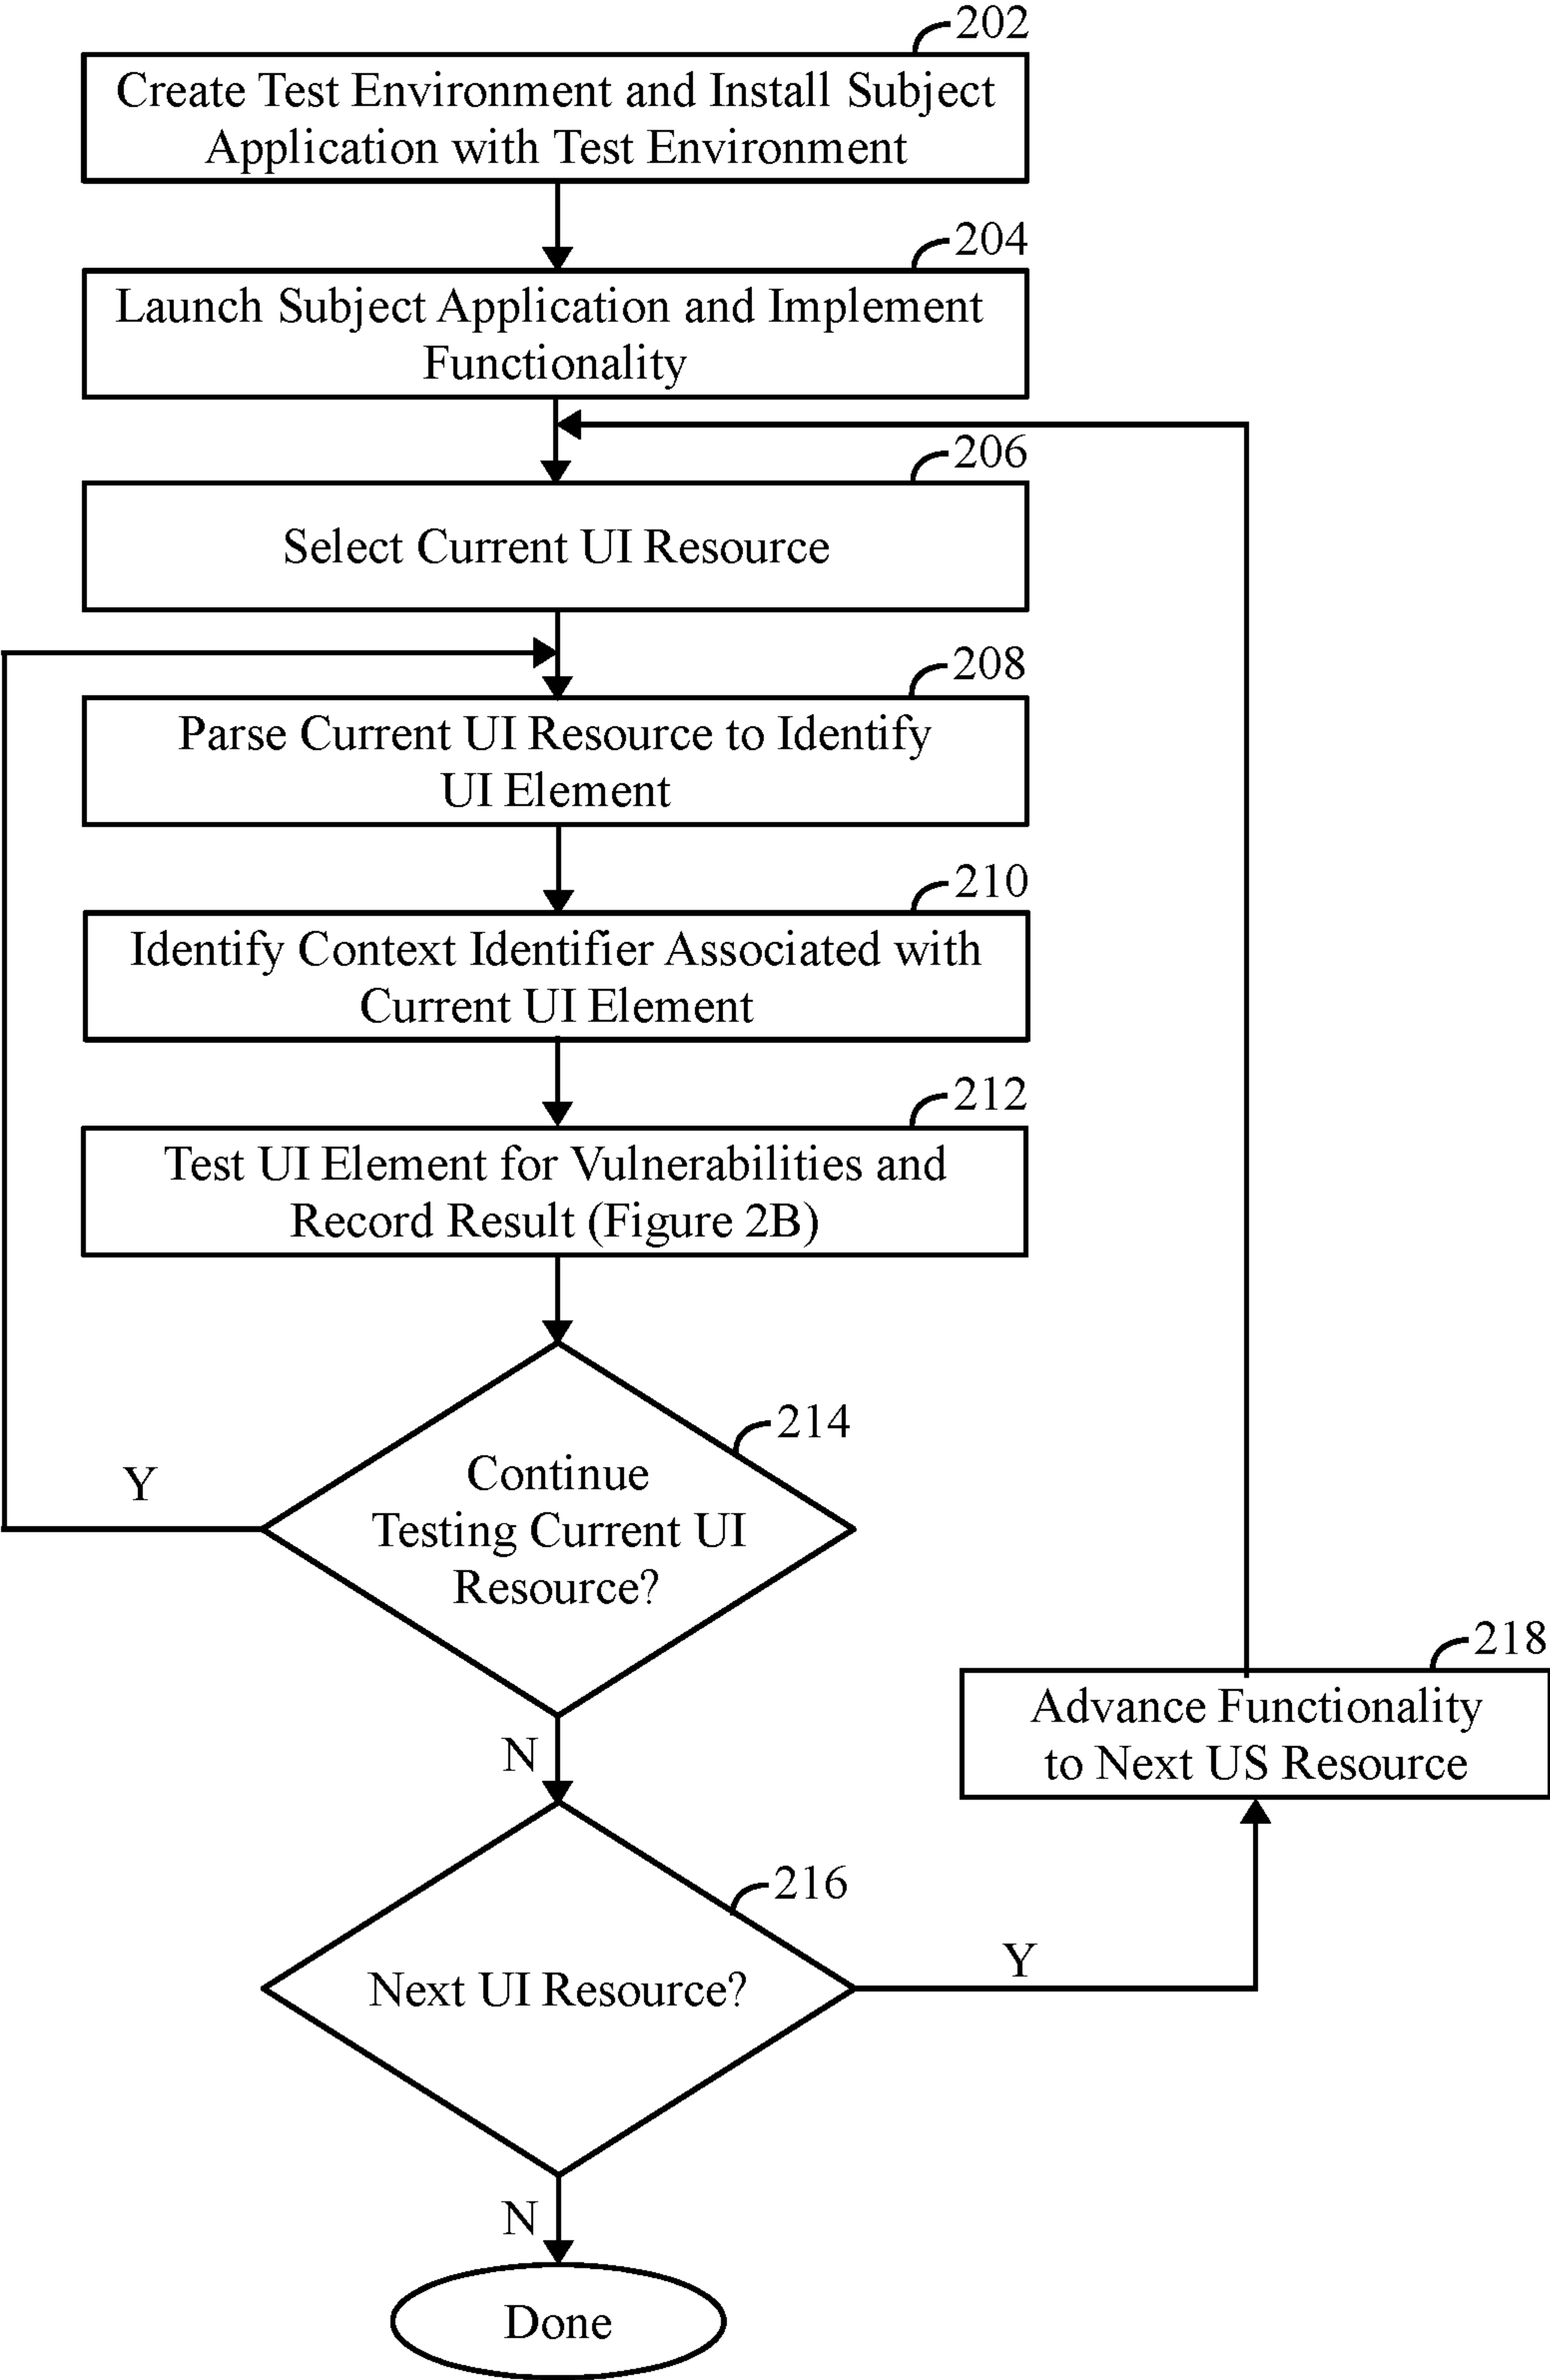 202
Create Test Environment and Install Subject
Application with Test Environment
204
Launch Subject Application and Implement
Functionality
206
Select Current UI Resource
208
Parse Current UI Resource to Identify
UI Element
210
Identify Context Identifier Associated with
Current UI Element
212
Test UI Element for Vulnerabilities and
Record Result (Figure 2B)
214
Continue
Testing Current UI
Resource?
Y
N
218
Advance Functionality
to Next US Resource
216
Next UI Resource?
Y
N
Done